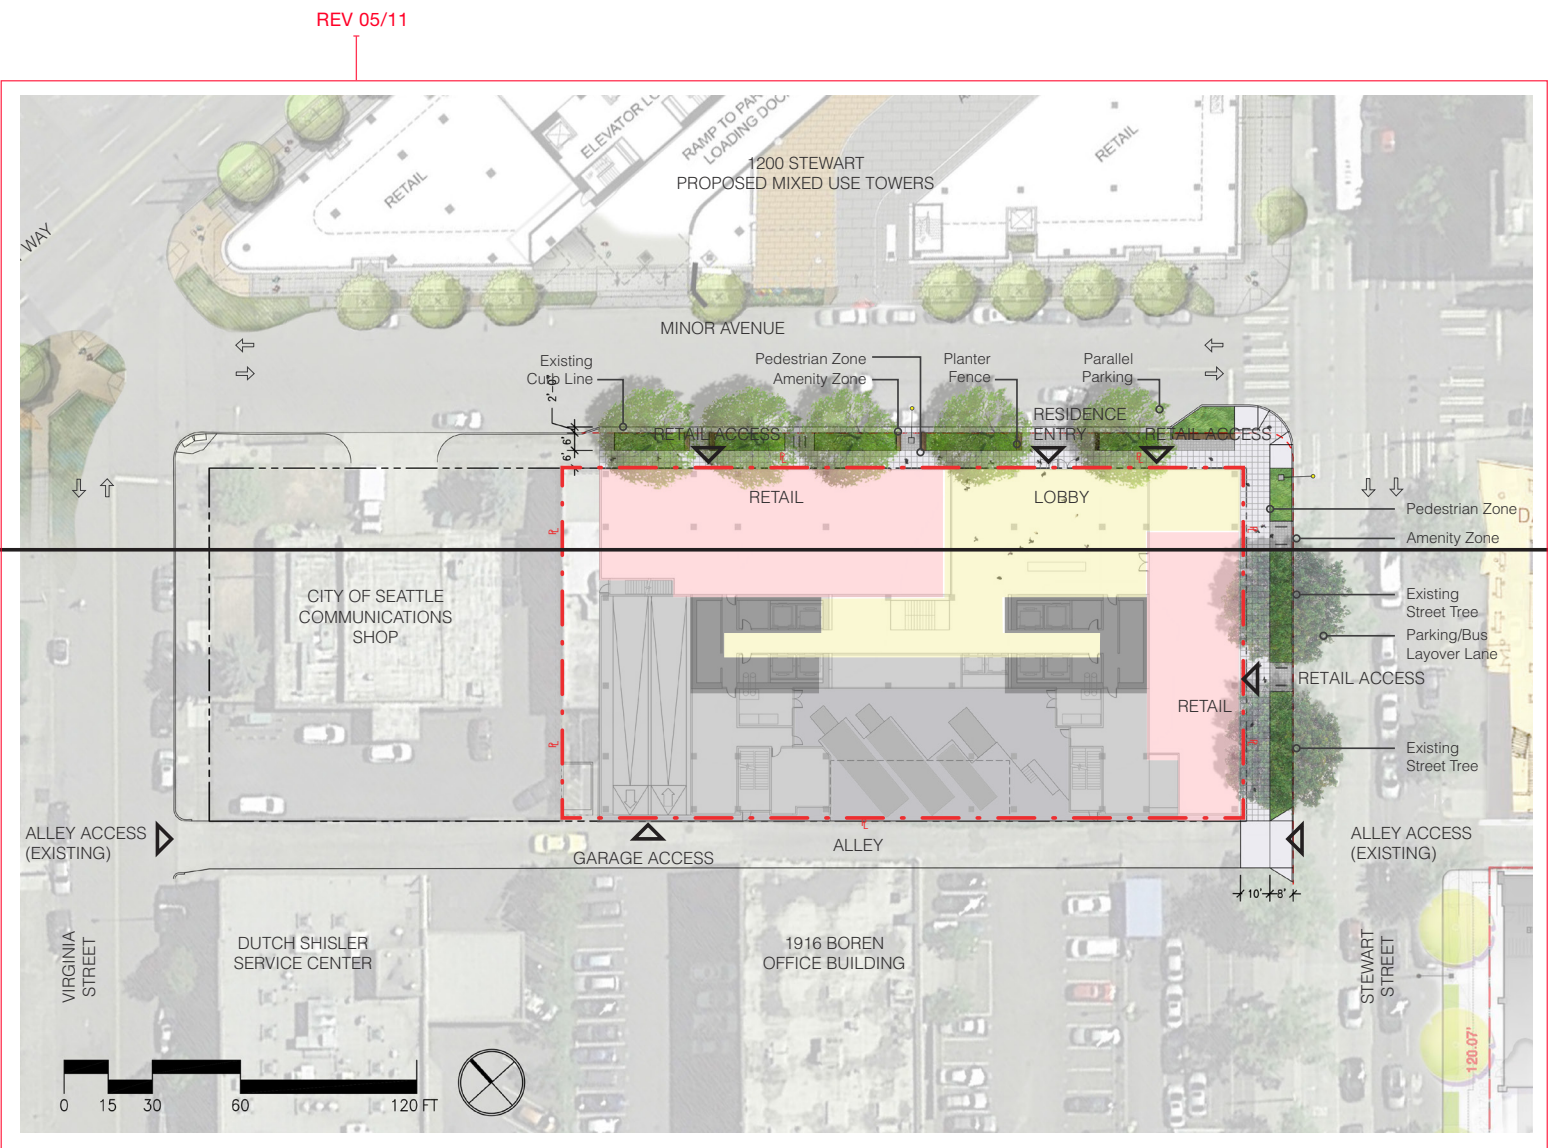 REV 05/11
ELEVATOR
RAMP TO
LOADING
RETAIL
RETAIL
1200 STEWART
PROPOSED MIXED USE TOWERS
WAY
MINOR AVENUE
Existing
Curb Line
2'-0"
6'
6'
Pedestrian Zone
Amenity Zone
Planter
Fence
Parallel
Parking
RETAIL ACCESS
RESIDENCE
ENTRY
RETAIL ACCESS
RETAIL
LOBBY
Pedestrian Zone
Amenity Zone
Existing
Street Tree
Parking/Bus
Layover Lane
RETAIL ACCESS
RETAIL
Existing
Street Tree
CITY OF SEATTLE
COMMUNICATIONS
SHOP
ALLEY ACCESS
(EXISTING)
GARAGE ACCESS
ALLEY
ALLEY ACCESS
(EXISTING)
10'
8'
VIRGINIA
STREET
DUTCH SHISLER
SERVICE CENTER
1916 BOREN
OFFICE BUILDING
STEWART
STREET
120.07'
0 15 30 60 120 FT